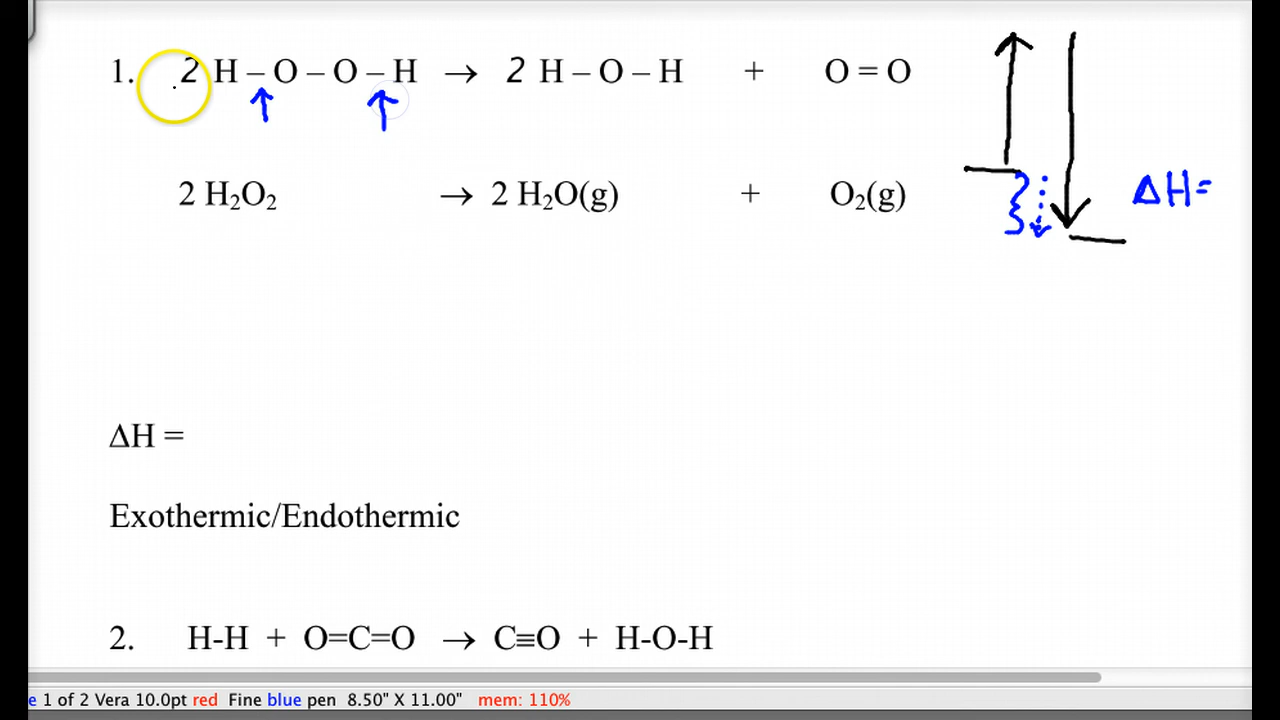 1. 2 H – O – O – H → 2 H – O – H + O = O
2 H₂O₂ → 2 H₂O(g) + O₂(g)
ΔH=
ΔH =
Exothermic/Endothermic
2. H-H + O=C=O → C≡O + H-O-H
e 1 of 2 Vera 10.0pt red Fine blue pen 8.50" X 11.00" mem: 110%